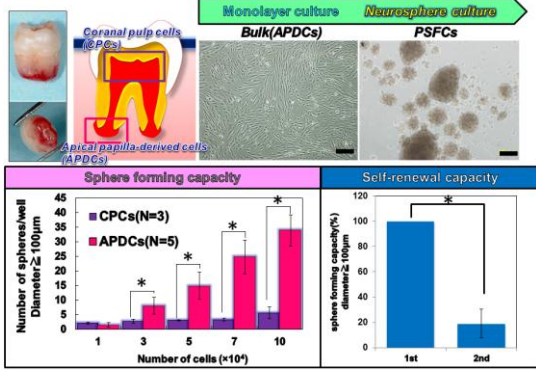 Monolayer culture
Neurosphere culture
Coranal pulp cells
(CPCs)
Bulk(APDCs)
PSFCs
Apical papilla-derived cells
(APDCs)
Sphere forming capacity
Number of spheres/well
Diameter≧ 100μm
45
40
35
30
25
20
15
10
5
0
CPCs(N=3)
APDCs(N=5)
*
*
*
*
1
3
5
7
10
Number of cells (×10⁴)
Self-renewal capacity
sphere forming capacity(%)
diameter≧ 100μm
120
100
80
60
40
20
0
*
1st
2nd